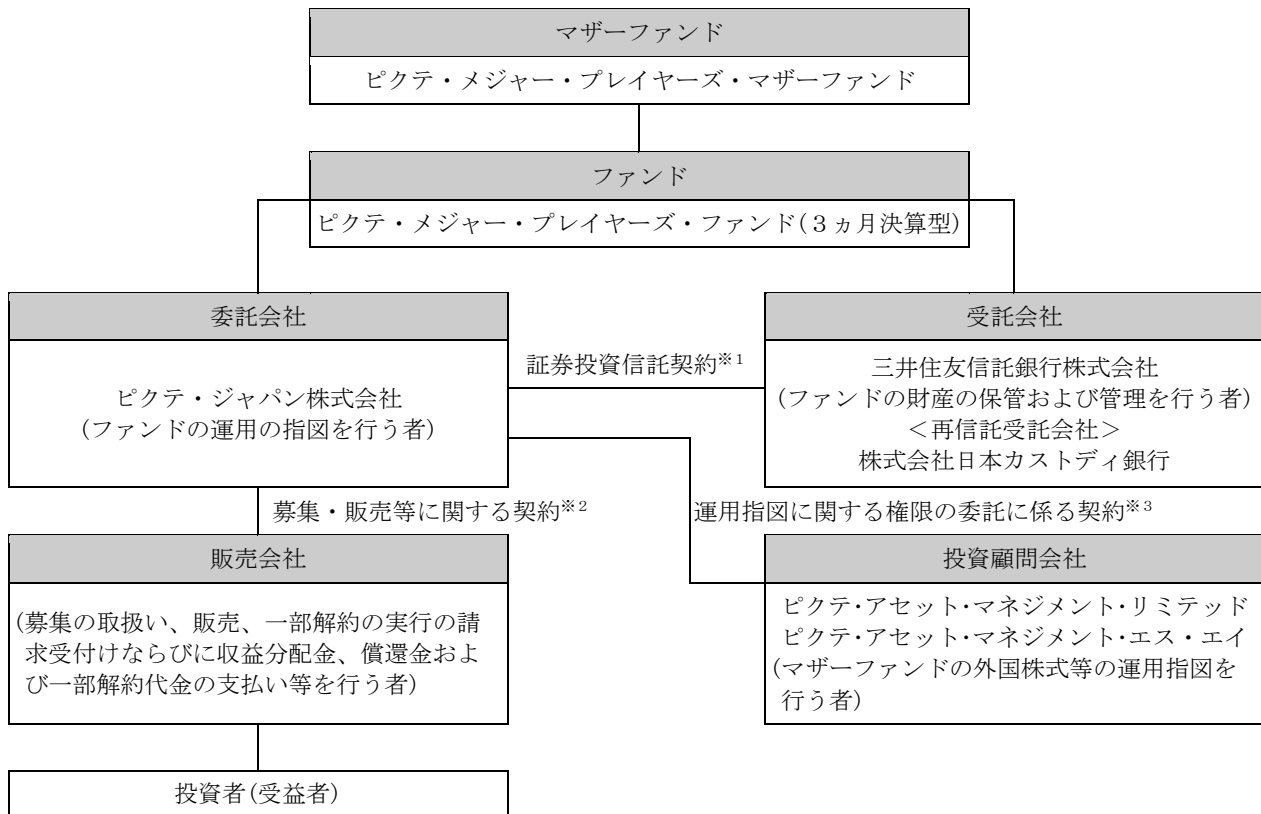 マザーファンド
ピクテ・メジャー・プレイヤーズ・マザーファンド
ファンド
ピクテ・メジャー・プレイヤーズ・ファンド(３ヵ月決算型)
委託会社
ピクテ・ジャパン株式会社
(ファンドの運用の指図を行う者)
証券投資信託契約※１
受託会社
三井住友信託銀行株式会社
(ファンドの財産の保管および管理を行う者)
＜再信託受託会社＞
株式会社日本カストディ銀行
募集・販売等に関する契約※２
運用指図に関する権限の委託に係る契約※３
販売会社
(募集の取扱い、販売、一部解約の実行の請
求受付けならびに収益分配金、償還金およ
び一部解約代金の支払い等を行う者)
投資顧問会社
ピクテ・アセット・マネジメント・リミテッド
ピクテ・アセット・マネジメント・エス・エイ
(マザーファンドの外国株式等の運用指図を
行う者)
投資者(受益者)